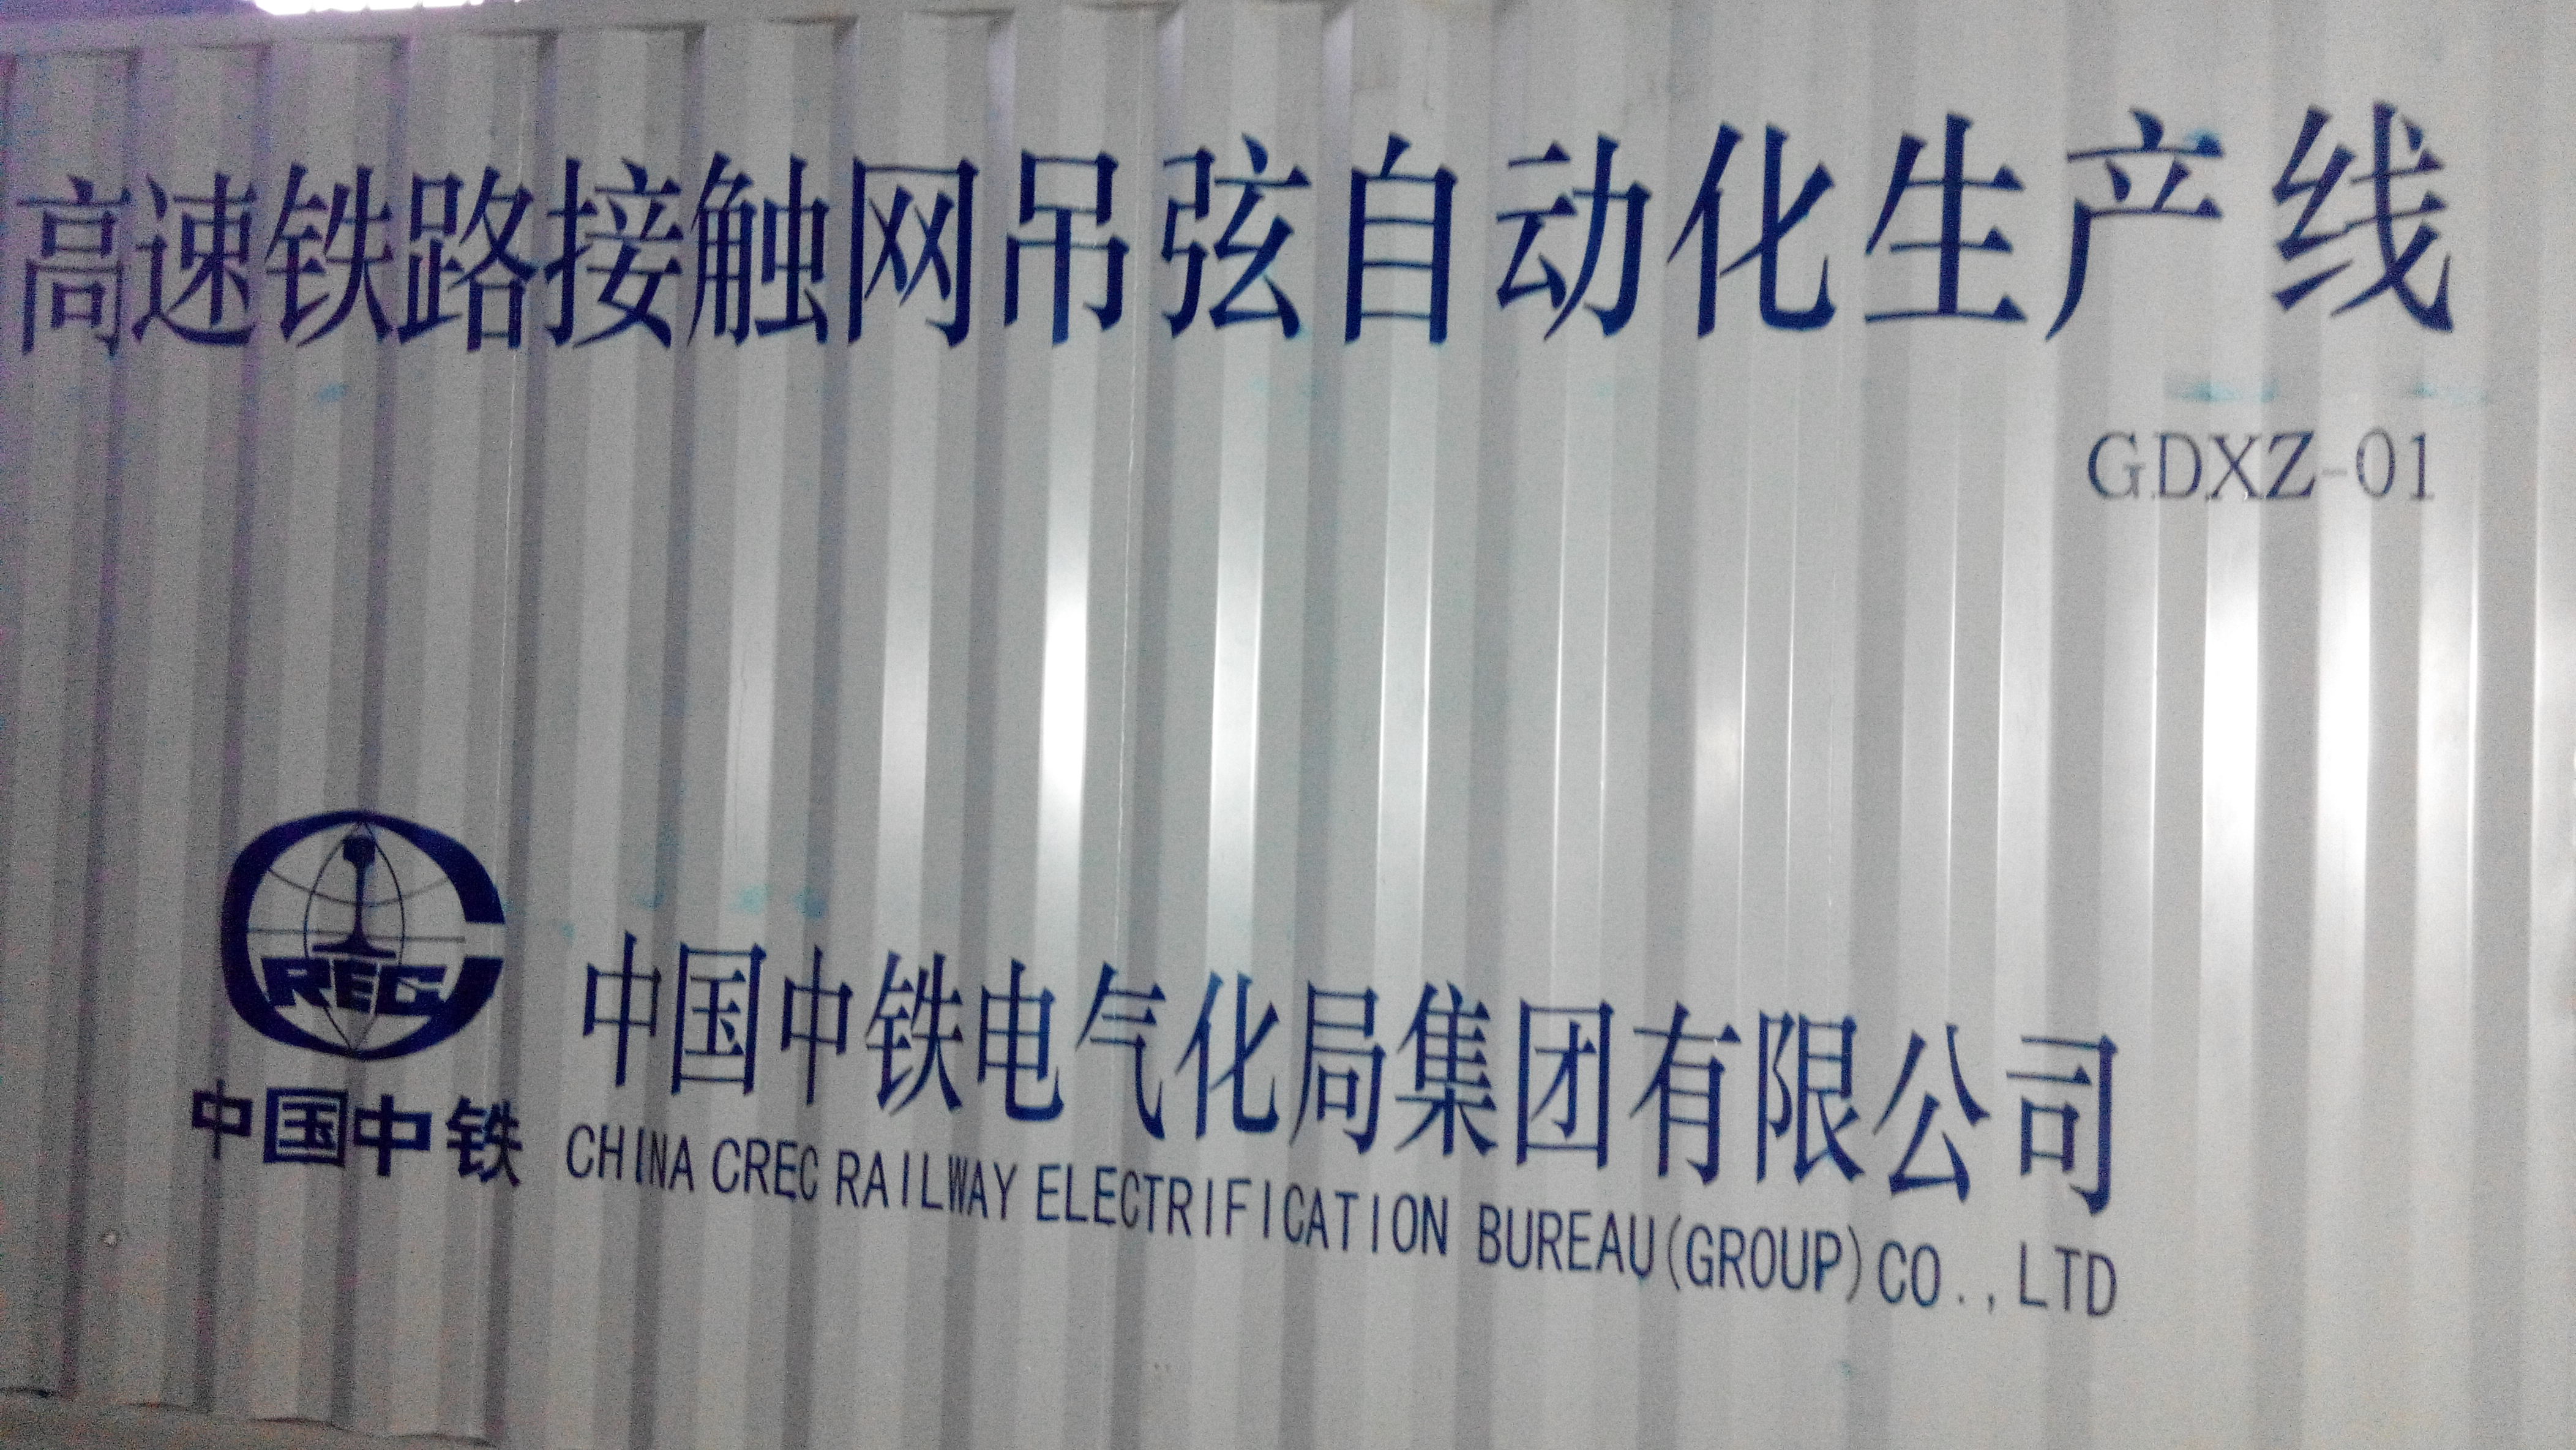 高速铁路接触网吊弦自动化生产线
GDXZ-01
CREC
中国中铁
中国中铁电气化局集团有限公司
CHINA CREC RAILWAY ELECTRIFICATION BUREAU(GROUP)CO.,LTD